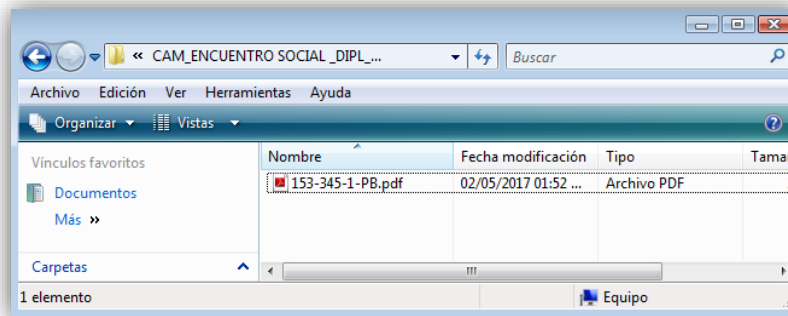 « CAM_ENCUENTRO SOCIAL _DIPL_...
Buscar
Archivo Edición Ver Herramientas Ayuda
Organizar Vistas
Vínculos favoritos
Documentos
Más »
Carpetas
Nombre Fecha modificación Tipo Tamañ
153-345-1-PB.pdf 02/05/2017 01:52 ... Archivo PDF
1 elemento Equipo